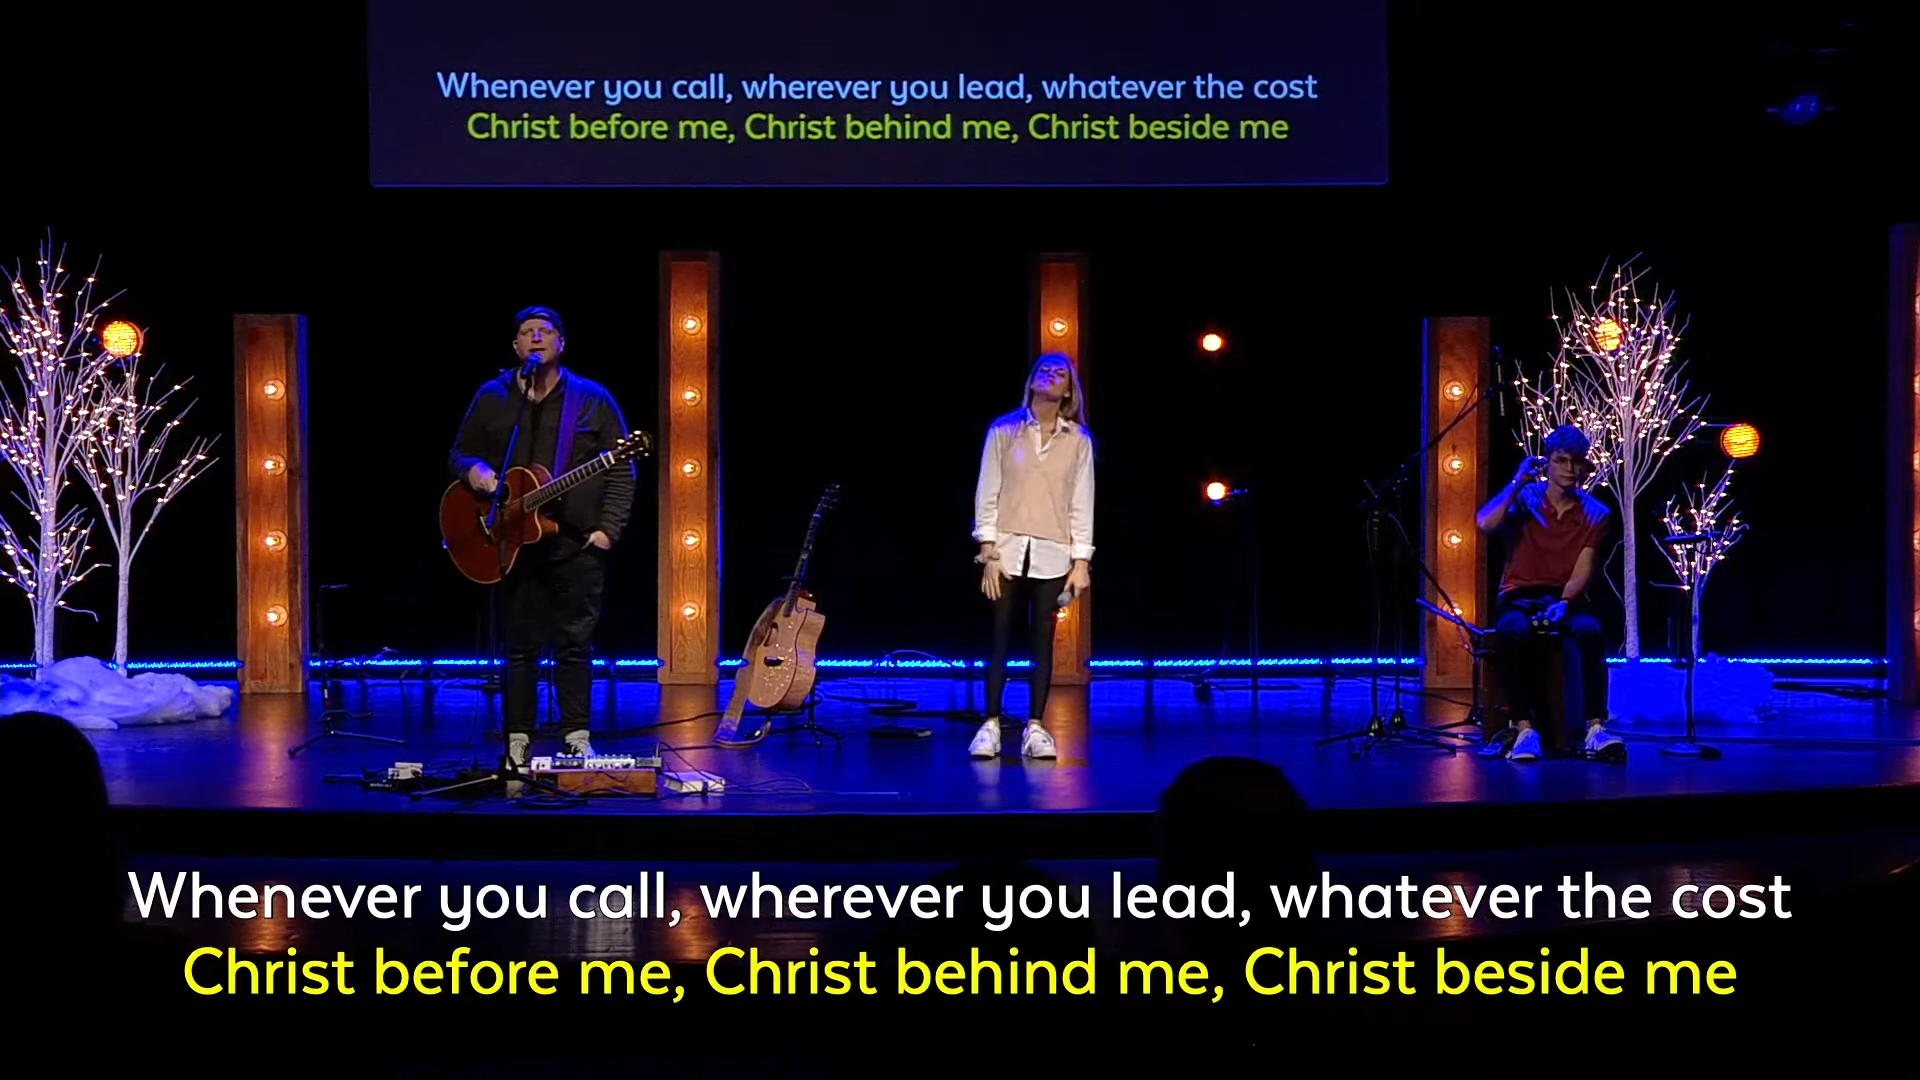 Whenever you call, wherever you lead, whatever the cost
Christ before me, Christ behind me, Christ beside me
Whenever you call, wherever you lead, whatever the cost
Christ before me, Christ behind me, Christ beside me